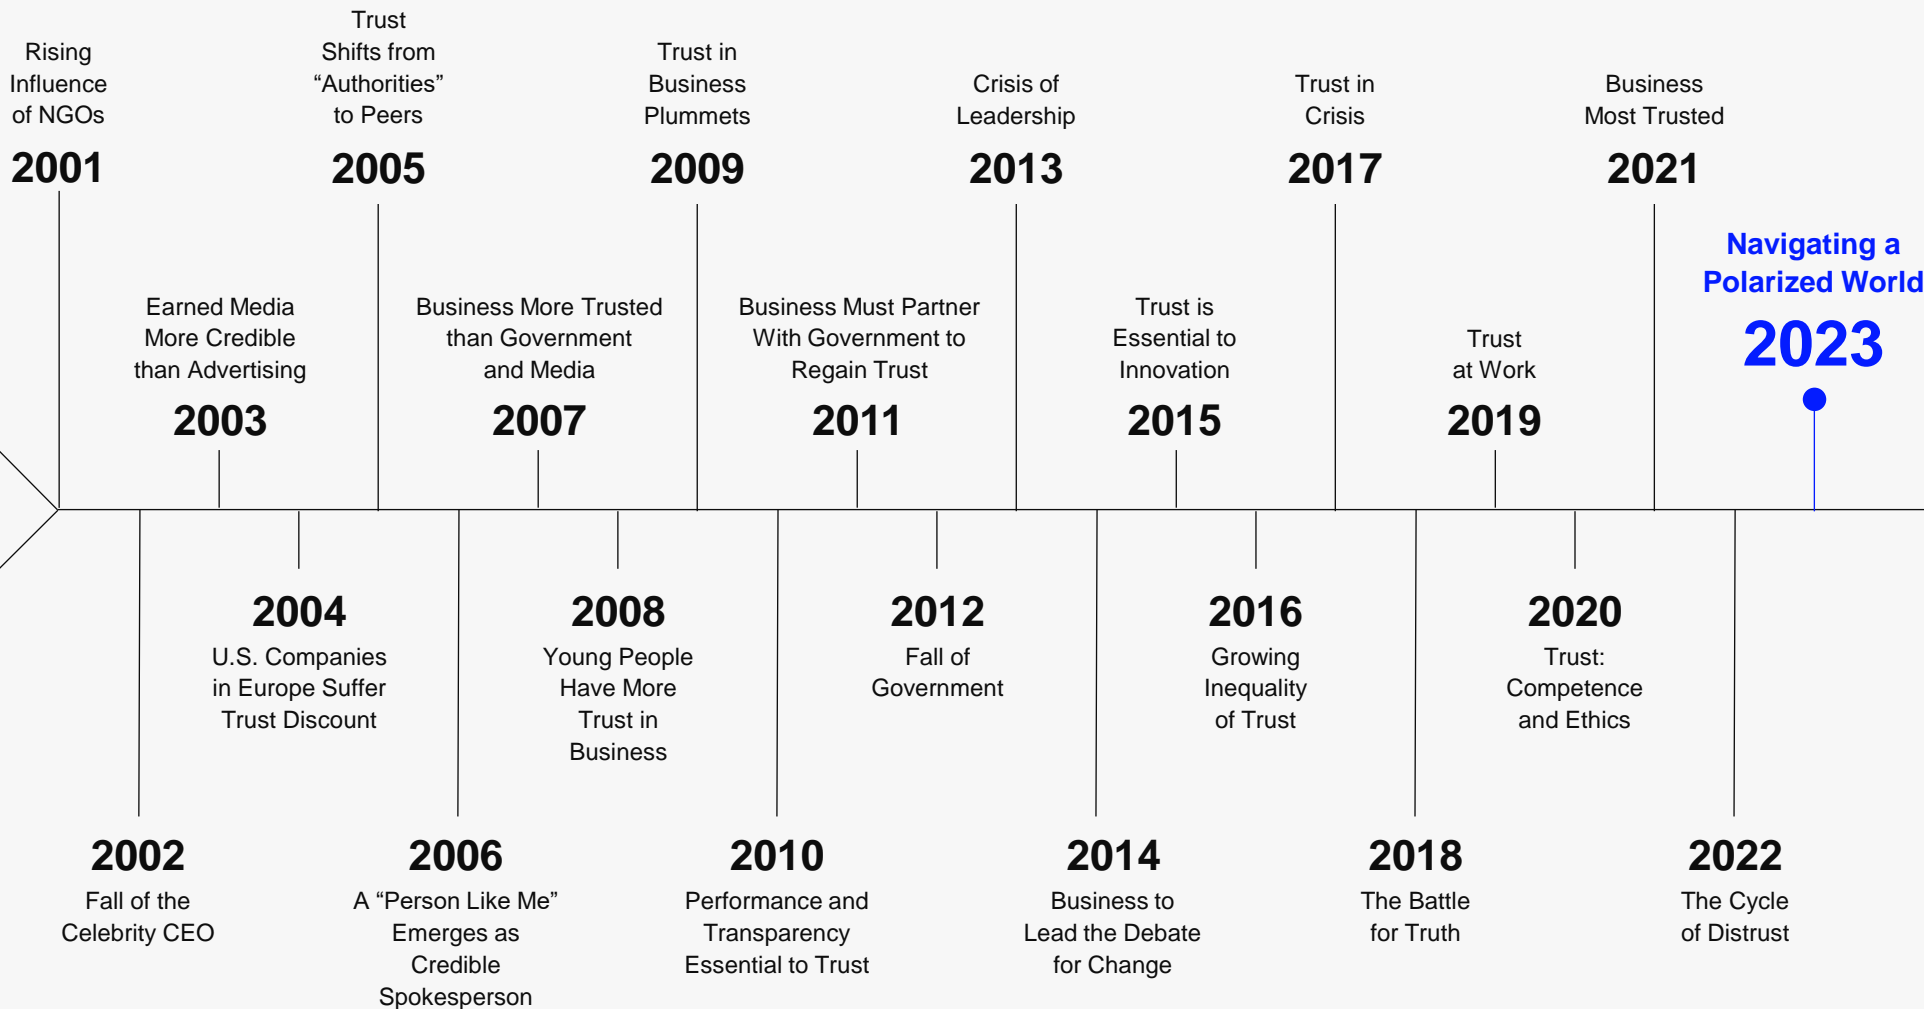 Rising
Influence
of NGOs
2001
Trust
Shifts from
“Authorities”
to Peers
2005
Trust in
Business
Plummets
2009
Crisis of
Leadership
2013
Trust in
Crisis
2017
Business
Most Trusted
2021
Earned Media
More Credible
than Advertising
2003
Business More Trusted
than Government
and Media
2007
Business Must Partner
With Government to
Regain Trust
2011
Trust is
Essential to
Innovation
2015
Trust
at Work
2019
Navigating a
Polarized World
2023
2004
U.S. Companies
in Europe Suffer
Trust Discount
2008
Young People
Have More
Trust in
Business
2012
Fall of
Government
2016
Growing
Inequality
of Trust
2020
Trust:
Competence
and Ethics
2002
Fall of the
Celebrity CEO
2006
A “Person Like Me”
Emerges as
Credible
Spokesperson
2010
Performance and
Transparency
Essential to Trust
2014
Business to
Lead the Debate
for Change
2018
The Battle
for Truth
2022
The Cycle
of Distrust